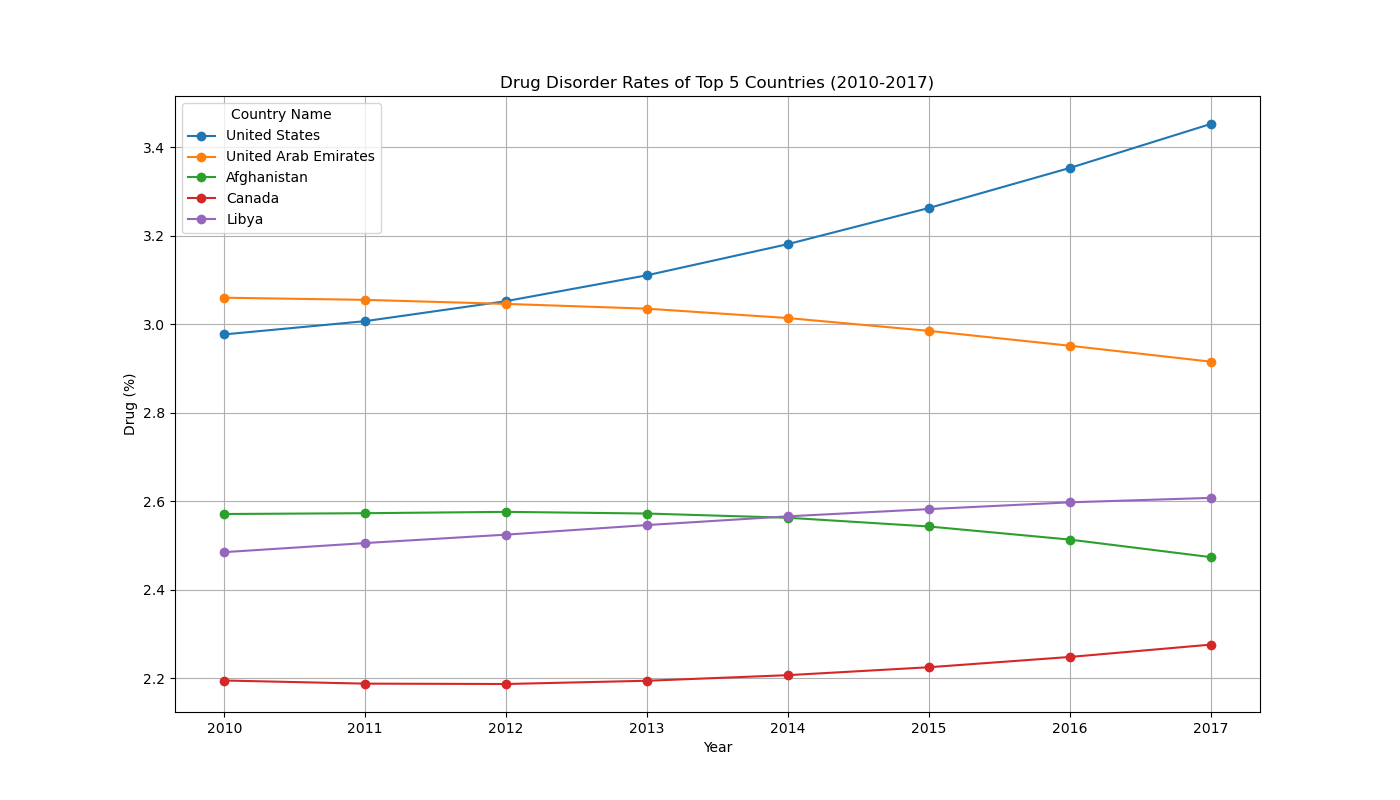 Drug Disorder Rates of Top 5 Countries (2010-2017)
Country Name
United States
United Arab Emirates
Afghanistan
Canada
Libya
3.4
3.2
3.0
2.8
2.6
2.4
2.2
Drug (%)
2010 2011 2012 2013 2014 2015 2016 2017
Year